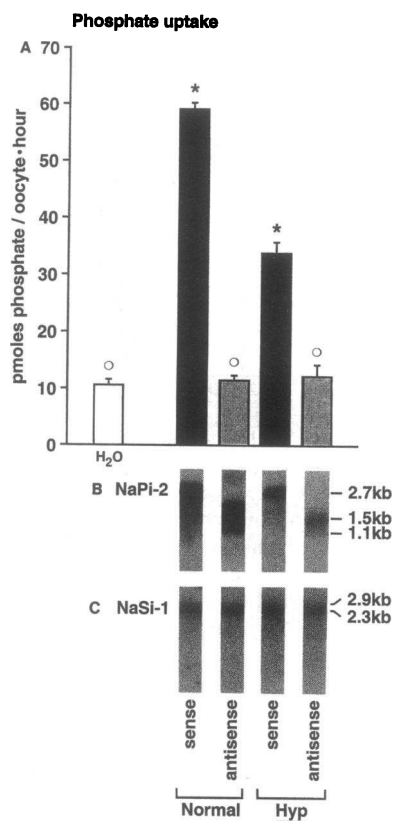 Phosphate uptake
A
70
60
50
40
30
20
10
0
pmoles phosphate / oocyte•hour
*
*
H₂O
B NaPi-2
2.7kb
1.5kb
1.1kb
C NaSi-1
2.9kb
2.3kb
sense
antisense
sense
antisense
Normal
Hyp